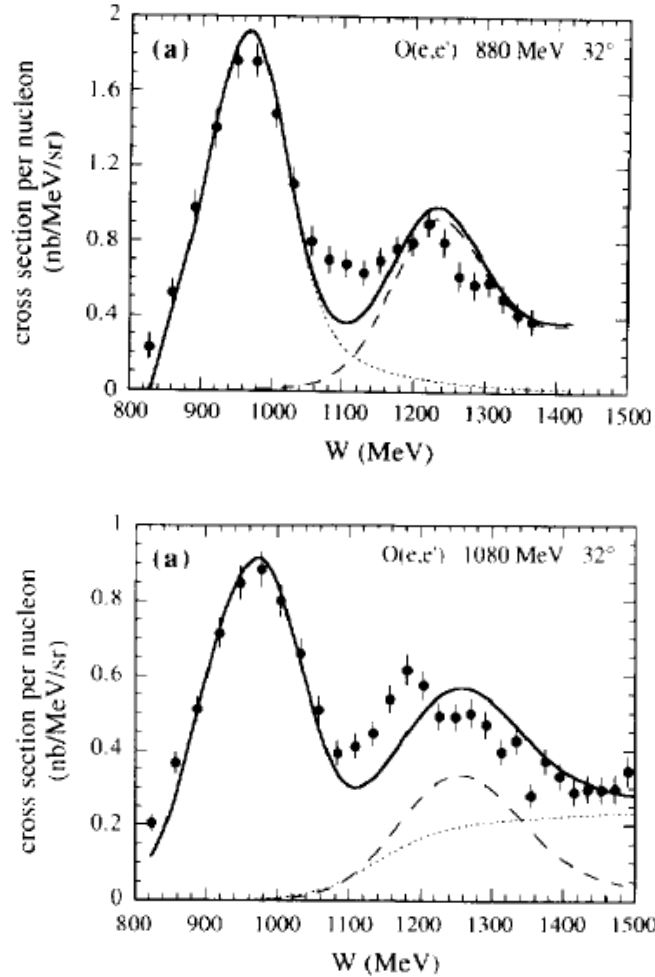 2
(a)
O(e,e') 880 MeV 32°
1.6
1.2
0.8
0.4
0
cross section per nucleon
(nb/MeV/sr)
800 900 1000 1100 1200 1300 1400 1500
W (MeV)
1
(a)
O(e,e') 1080 MeV 32°
0.8
0.6
0.4
0.2
0
cross section per nucleon
(nb/MeV/sr)
800 900 1000 1100 1200 1300 1400 1500
W (MeV)